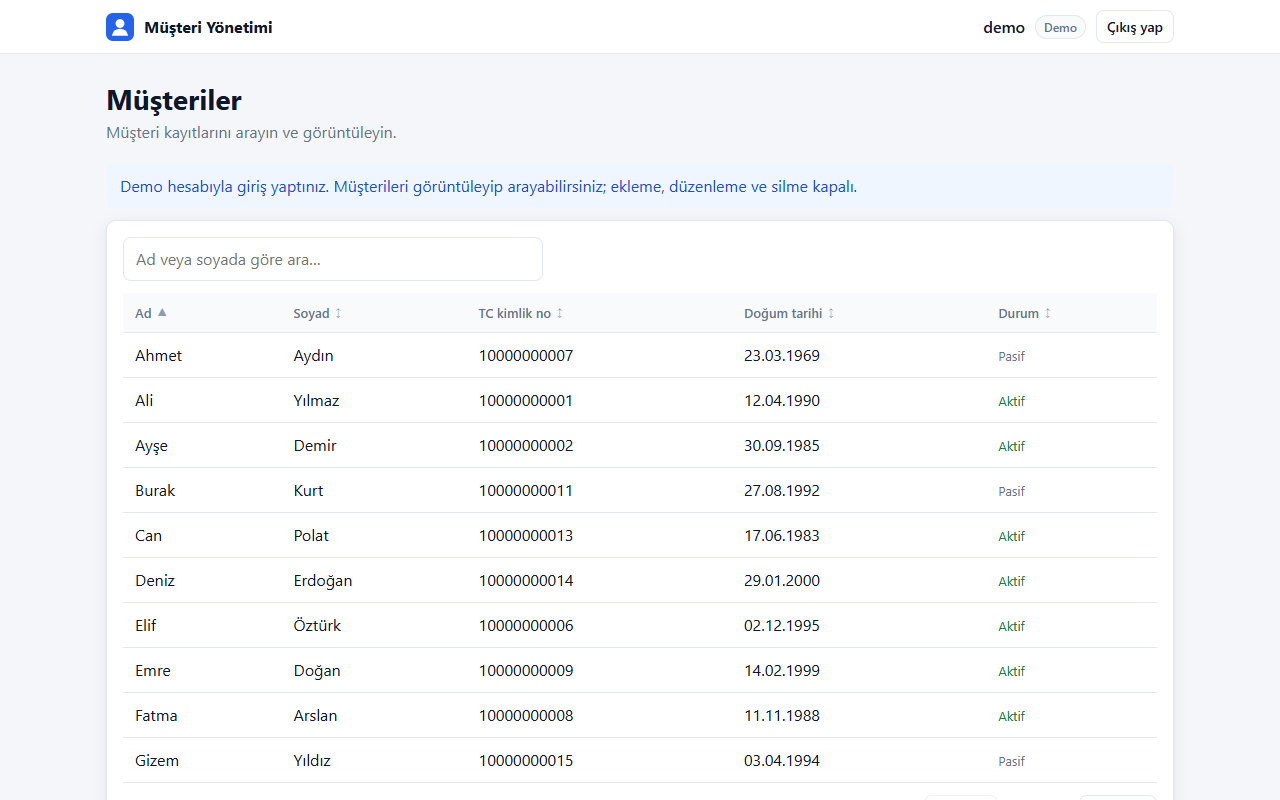 Müşteri Yönetimi demo Demo Çıkış yap
Müşteriler
Müşteri kayıtlarını arayın ve görüntüleyin.
Demo hesabıyla giriş yaptınız. Müşterileri görüntüleyip arayabilirsiniz; ekleme, düzenleme ve silme kapalı.
Ad veya soyada göre ara...
Ad ▲ Soyad ↕ TC kimlik no ↕ Doğum tarihi ↕ Durum ↕
Ahmet Aydın 10000000007 23.03.1969 Pasif
Ali Yılmaz 10000000001 12.04.1990 Aktif
Ayşe Demir 10000000002 30.09.1985 Aktif
Burak Kurt 10000000011 27.08.1992 Pasif
Can Polat 10000000013 17.06.1983 Aktif
Deniz Erdoğan 10000000014 29.01.2000 Aktif
Elif Öztürk 10000000006 02.12.1995 Aktif
Emre Doğan 10000000009 14.02.1999 Aktif
Fatma Arslan 10000000008 11.11.1988 Aktif
Gizem Yıldız 10000000015 03.04.1994 Pasif